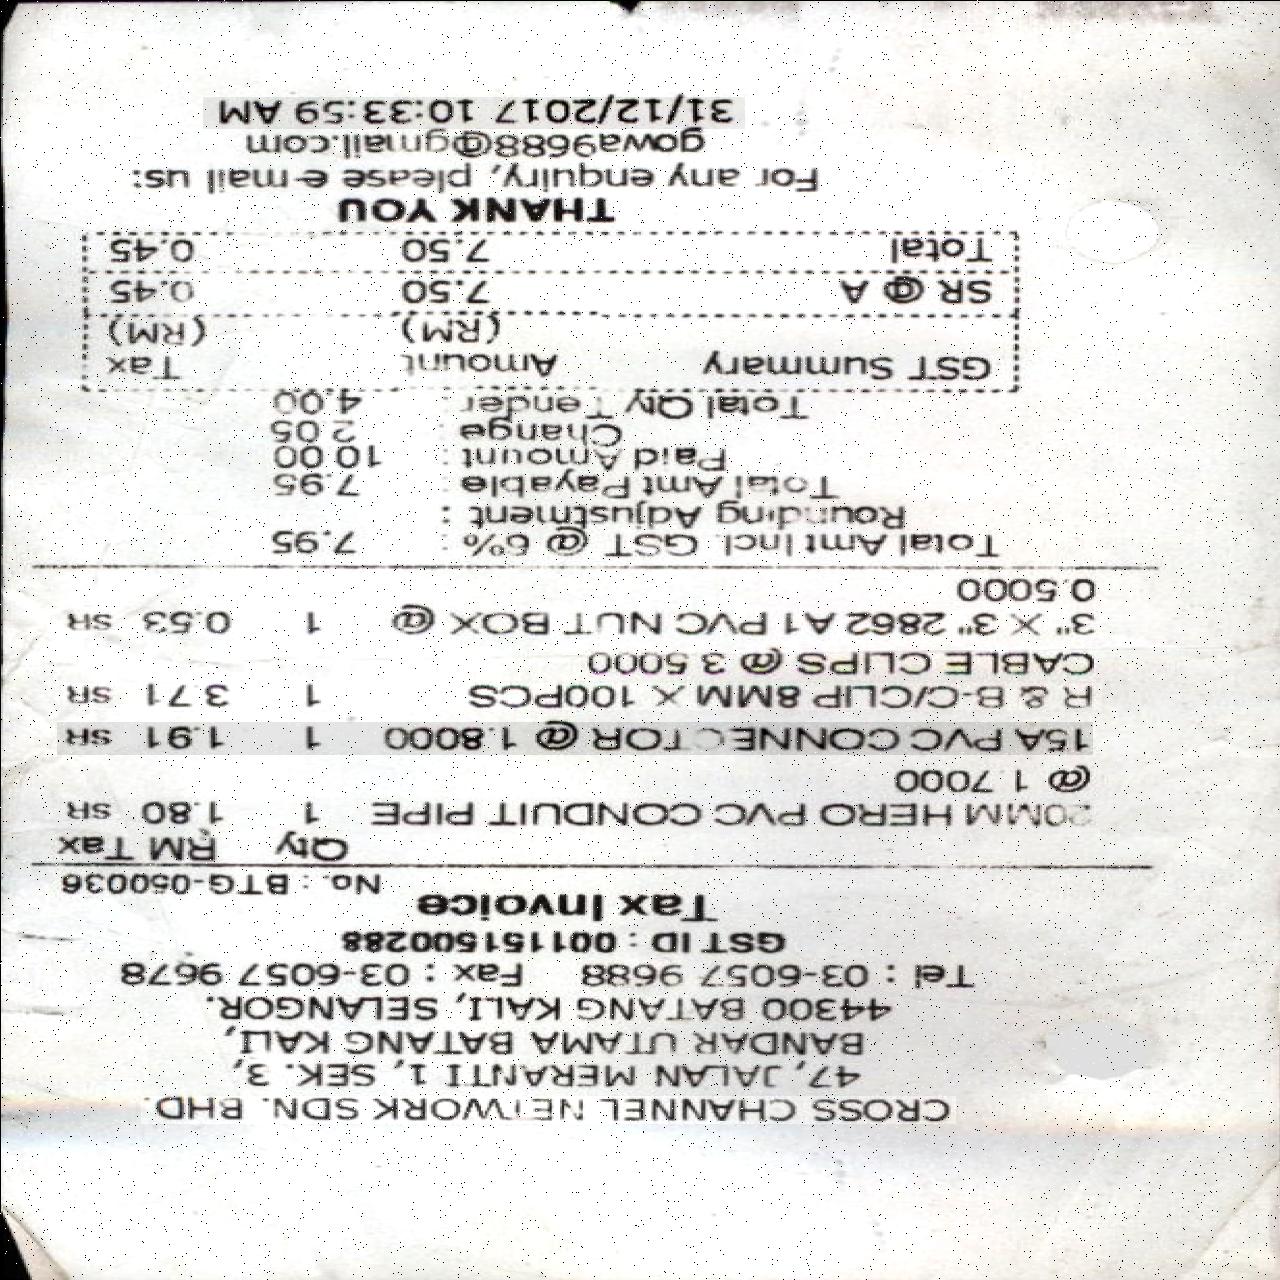 CROSS CHANNEL NETWORK SDN. BHD.
47, JALAN MERANTI 1, SEK. 3,
BANDAR UTAMA BATANG KALI,
44300 BATANG KALI, SELANGOR.
Tel : 03-6057 9688 Fax : 03-6057 9678
GST ID : 001151500288
Tax Invoice
No. : BTG-050036
Qty RM Tax
20MM HERO PVC CONDUIT PIPE 1 1.80 SR
@ 1.7000
15A PVC CONNECTOR @ 1.8000 1 1.91 SR
R & B-C/CLIP 8MM X 100PCS 1 3.71 SR
CABLE CLIPS @ 3.5000
3" X 3" 2862 A1 PVC NUT BOX @ 1 0.53 SR
0.5000
Total Amt Incl. GST @ 6% : 7.95
Rounding Adjustment :
Total Amt Payable : 7.95
Paid Amount : 10.00
Change : 2.05
Total Qty Tender : 4.00
GST Summary Amount Tax
(RM) (RM)
SR @ A 7.50 0.45
Total 7.50 0.45
THANK YOU
For any enquiry, please e-mail us:
gowa9688@gmail.com
31/12/2017 10:33:59 AM